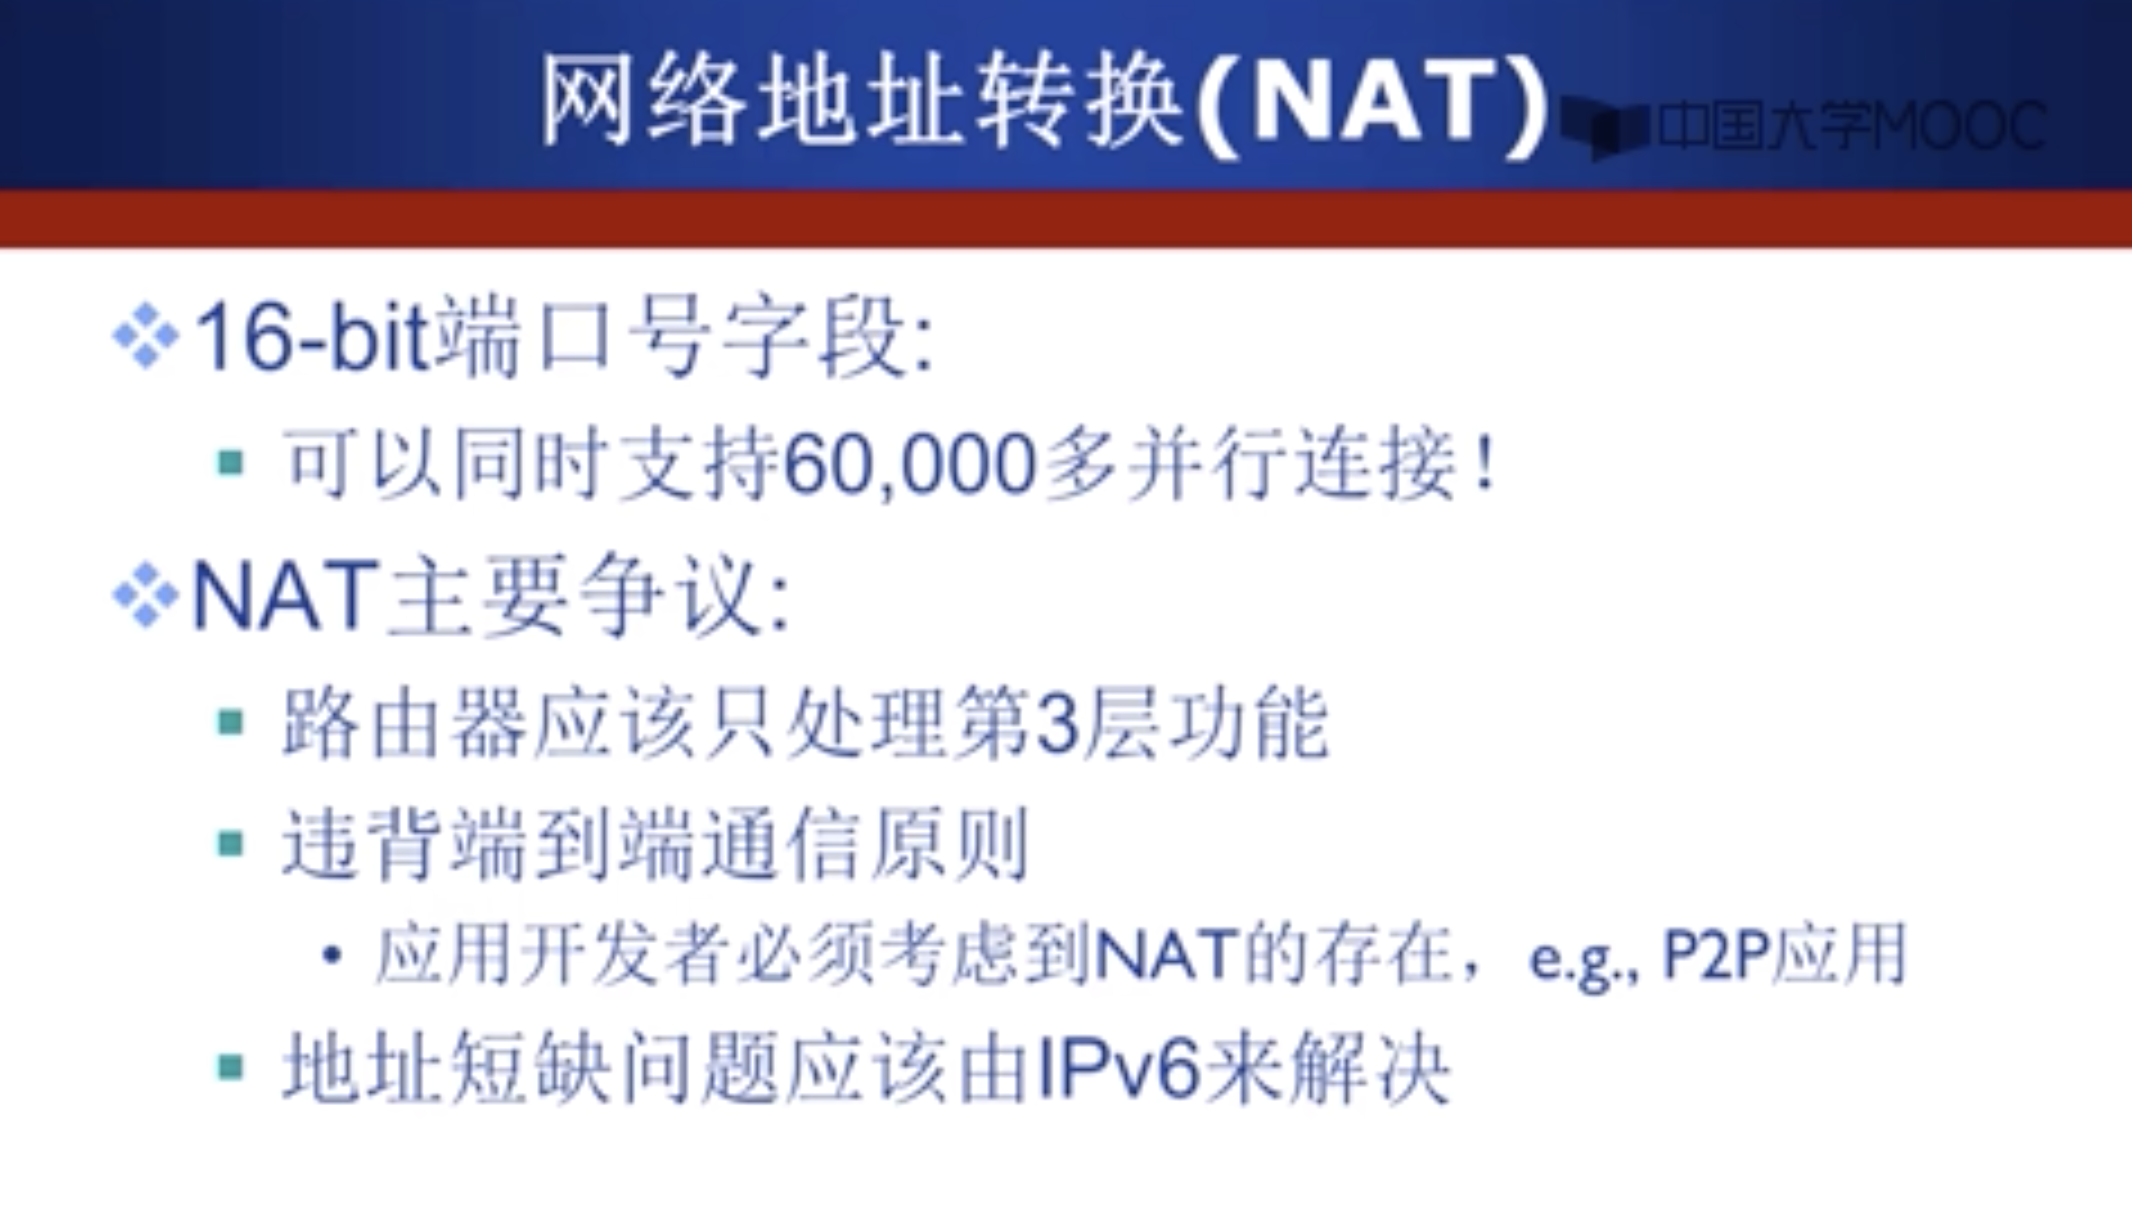 网络地址转换(NAT)
中国大学MOOC
16-bit端口号字段:
可以同时支持60,000多并行连接！
NAT主要争议:
路由器应该只处理第3层功能
违背端到端通信原则
• 应用开发者必须考虑到NAT的存在，e.g., P2P应用
地址短缺问题应该由IPv6来解决